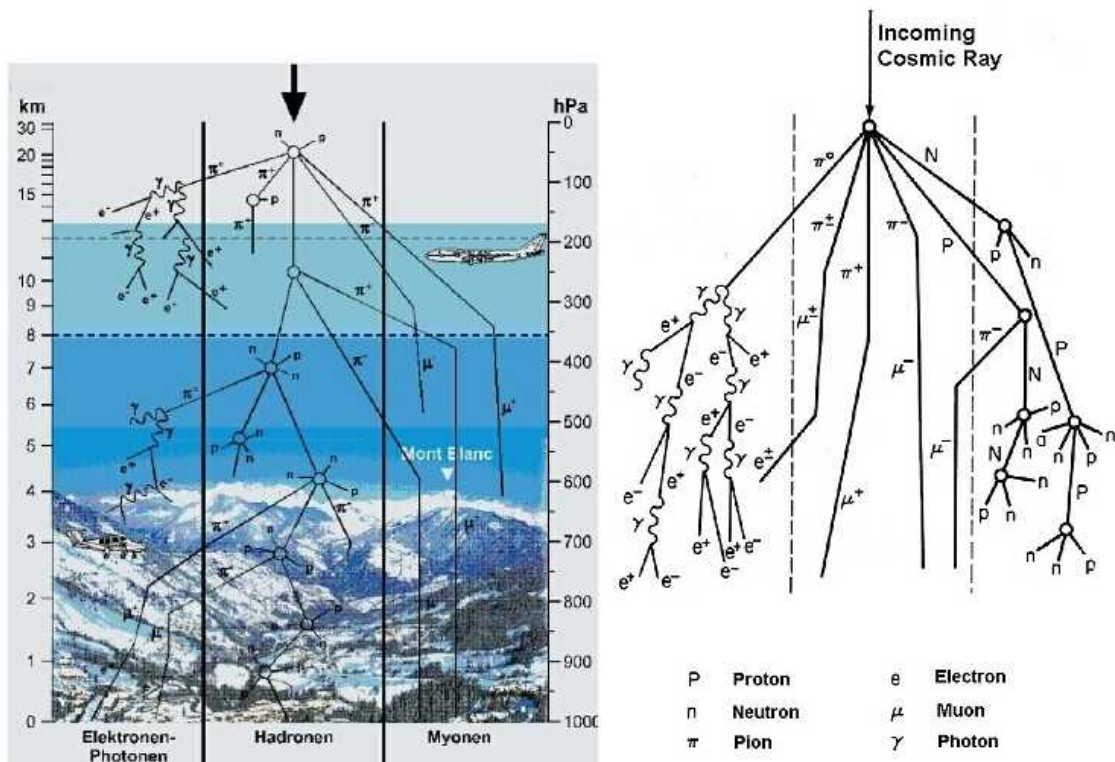 km
hPa
30
20
15
10
9
8
7
6
5
4
3
2
1
0
0
100
200
300
400
500
600
700
800
900
1000
n
p
π°
π⁺
π⁺
γ
γ
e⁻
e⁺
p
π⁺
π⁻
γ
γ
e⁺
e⁻
e⁺
e⁻
e⁺
π⁺
n
p
n
π⁻
π°
μ⁻
μ⁺
γ
γ
p
n
n
e⁺
e⁻
γ
Mont Blanc
n
n
p
π⁺
π⁻
p
π⁻
μ⁻
μ⁺
μ⁻
Elektronen-
Photonen
Hadronen
Myonen
Incoming
Cosmic Ray
π°
N
π±
π⁻
π⁺
P
p
n
γ
γ
e⁺
γ
μ±
π⁻
P
γ
e⁻
e⁺
e⁻
N
γ
γ
μ⁻
e⁺
e⁻
p
n
n
α
n
p
n
e±
μ⁻
N
γ
γ
e⁻
e⁺
μ⁺
p
n
n
P
γ
e⁺
e⁺
e⁻
e⁻
e⁺
e⁻
n
n
p
P Proton
e Electron
n Neutron
μ Muon
π Pion
γ Photon